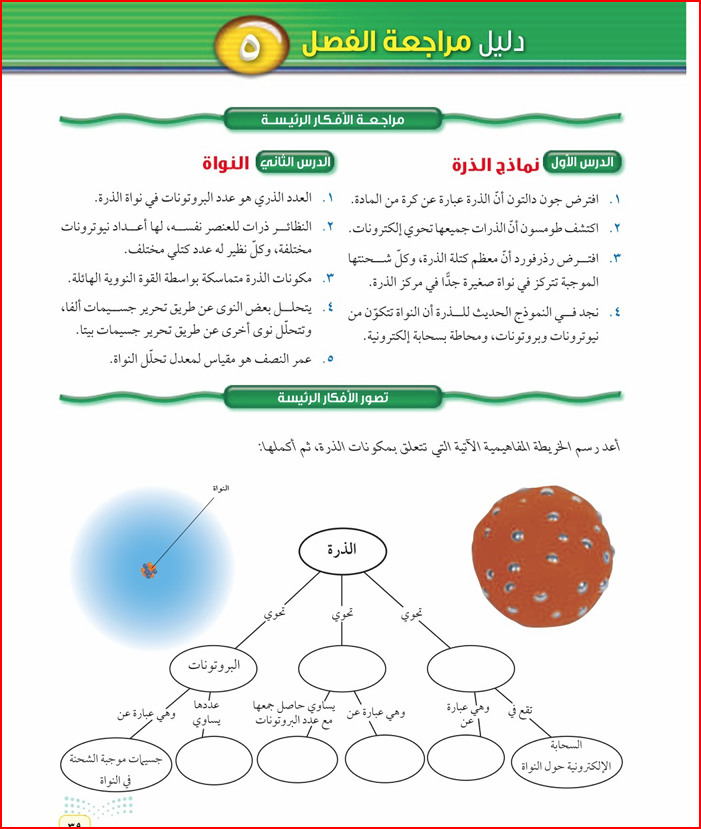 دليل مراجعة الفصل ٥
مراجعة الأفكار الرئيسة
الدرس الأول نماذج الذرة
١. افترض جون دالتون أنّ الذرة عبارة عن كرة من المادة.
٢. اكتشف طومسون أنّ الذرات جميعها تحوي إلكترونات.
٣. افترض رذرفورد أنّ معظم كتلة الذرة، وكلّ شحنتها
الموجبة تتركز في نواة صغيرة جدًّا في مركز الذرة.
٤. نجد في النموذج الحديث للذرة أن النواة تتكوّن من
نيوترونات وبروتونات، ومحاطة بسحابة إلكترونية.
الدرس الثاني النواة
١. العدد الذري هو عدد البروتونات في نواة الذرة.
٢. النظائر ذرات للعنصر نفسه، لها أعداد نيوترونات
مختلفة، وكلّ نظير له عدد كتلي مختلف.
٣. مكونات الذرة متماسكة بواسطة القوة النووية الهائلة.
٤. يتحلل بعض النوى عن طريق تحرير جسيمات ألفا،
وتتحلّل نوى أخرى عن طريق تحرير جسيمات بيتا.
٥. عمر النصف هو مقياس لمعدل تحلّل النواة.
تصور الأفكار الرئيسة
أعد رسم الخريطة المفاهيمية الآتية التي تتعلق بمكونات الذرة، ثم أكملها:
النواة
الذرة
تحوي
تحوي
تحوي
البروتونات
تقع في
وهي عبارة
عن
وهي عبارة عن
يساوي حاصل جمعها
مع عدد البروتونات
عددها
يساوي
وهي عبارة عن
السحابة
الإلكترونية حول النواة
جسيمات موجبة الشحنة
في النواة
٣٩